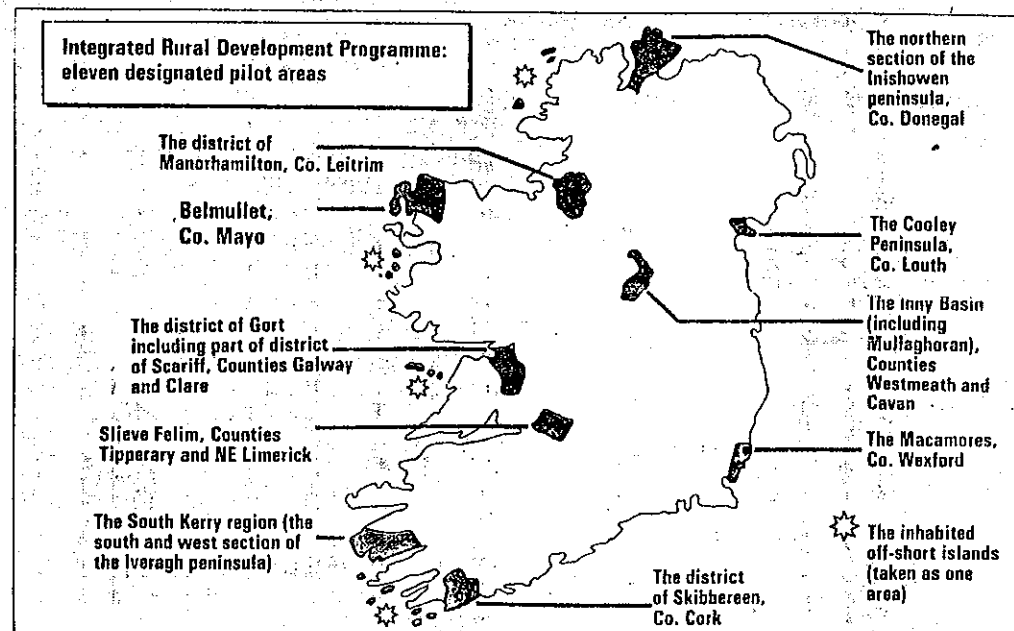 Integrated Rural Development Programme:
eleven designated pilot areas
The northern
section of the
Inishowen
peninsula,
Co. Donegal
The district of
Manorhamilton, Co. Leitrim
Belmullet,
Co. Mayo
The Cooley
Peninsula,
Co. Louth
The Inny Basin
(including
Mullaghoran),
Counties
Westmeath and
Cavan
The district of Gort
including part of district
of Scariff, Counties Galway
and Clare
Slieve Felim, Counties
Tipperary and NE Limerick
The Macamores,
Co. Wexford
The South Kerry region (the
south and west section of
the Iveragh peninsula)
The inhabited
off-short islands
(taken as one
area)
The district
of Skibbereen,
Co. Cork